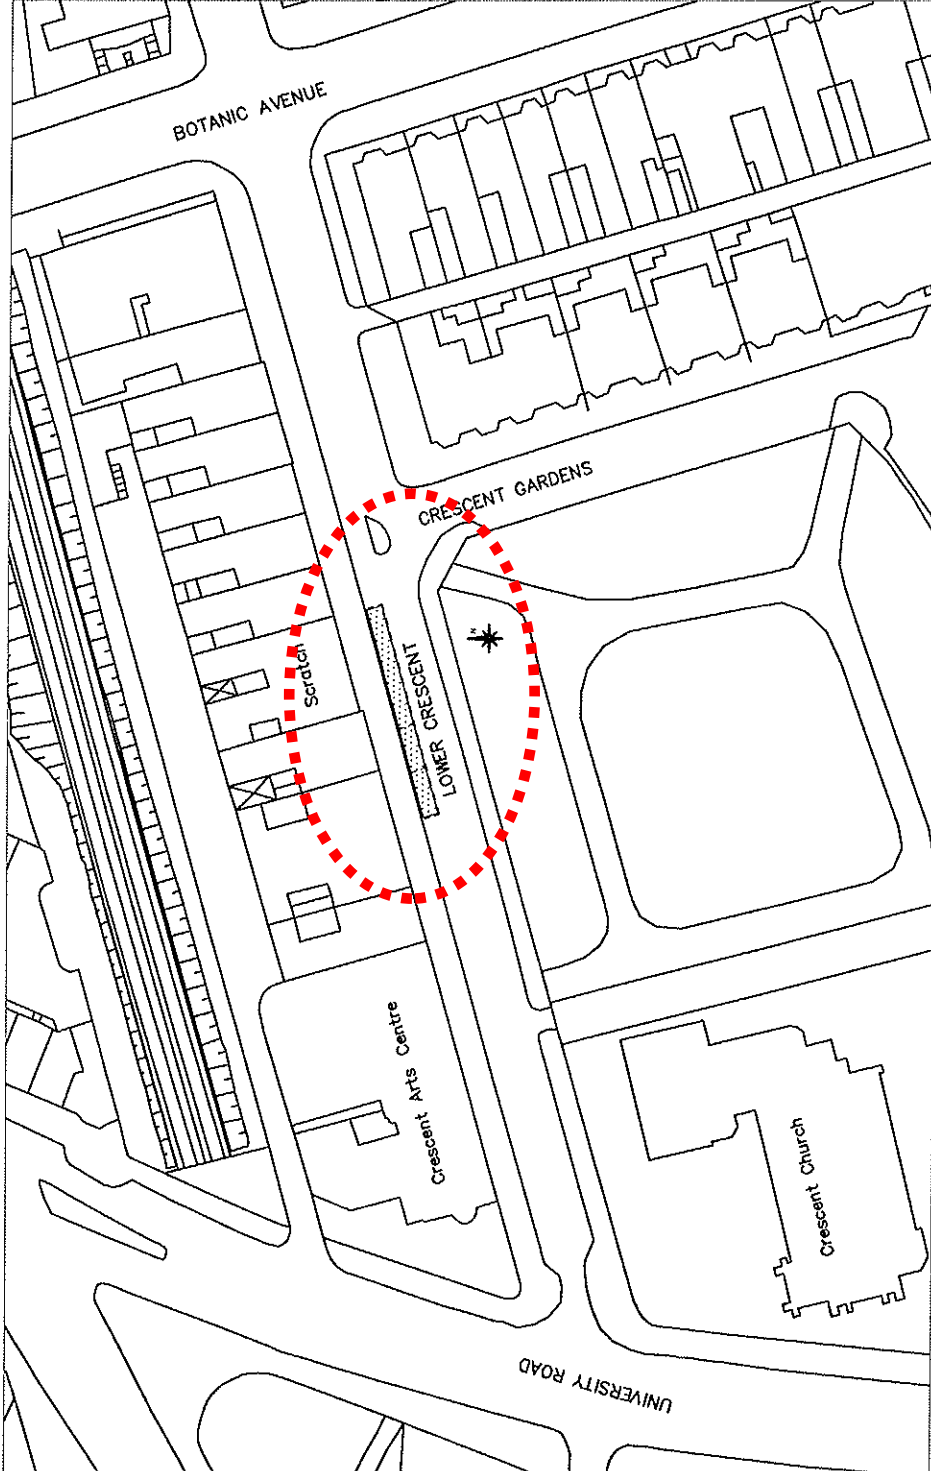 BOTANIC AVENUE
CRESCENT GARDENS
Scratch
N
LOWER CRESCENT
Crescent Arts Centre
Crescent Church
UNIVERSITY ROAD